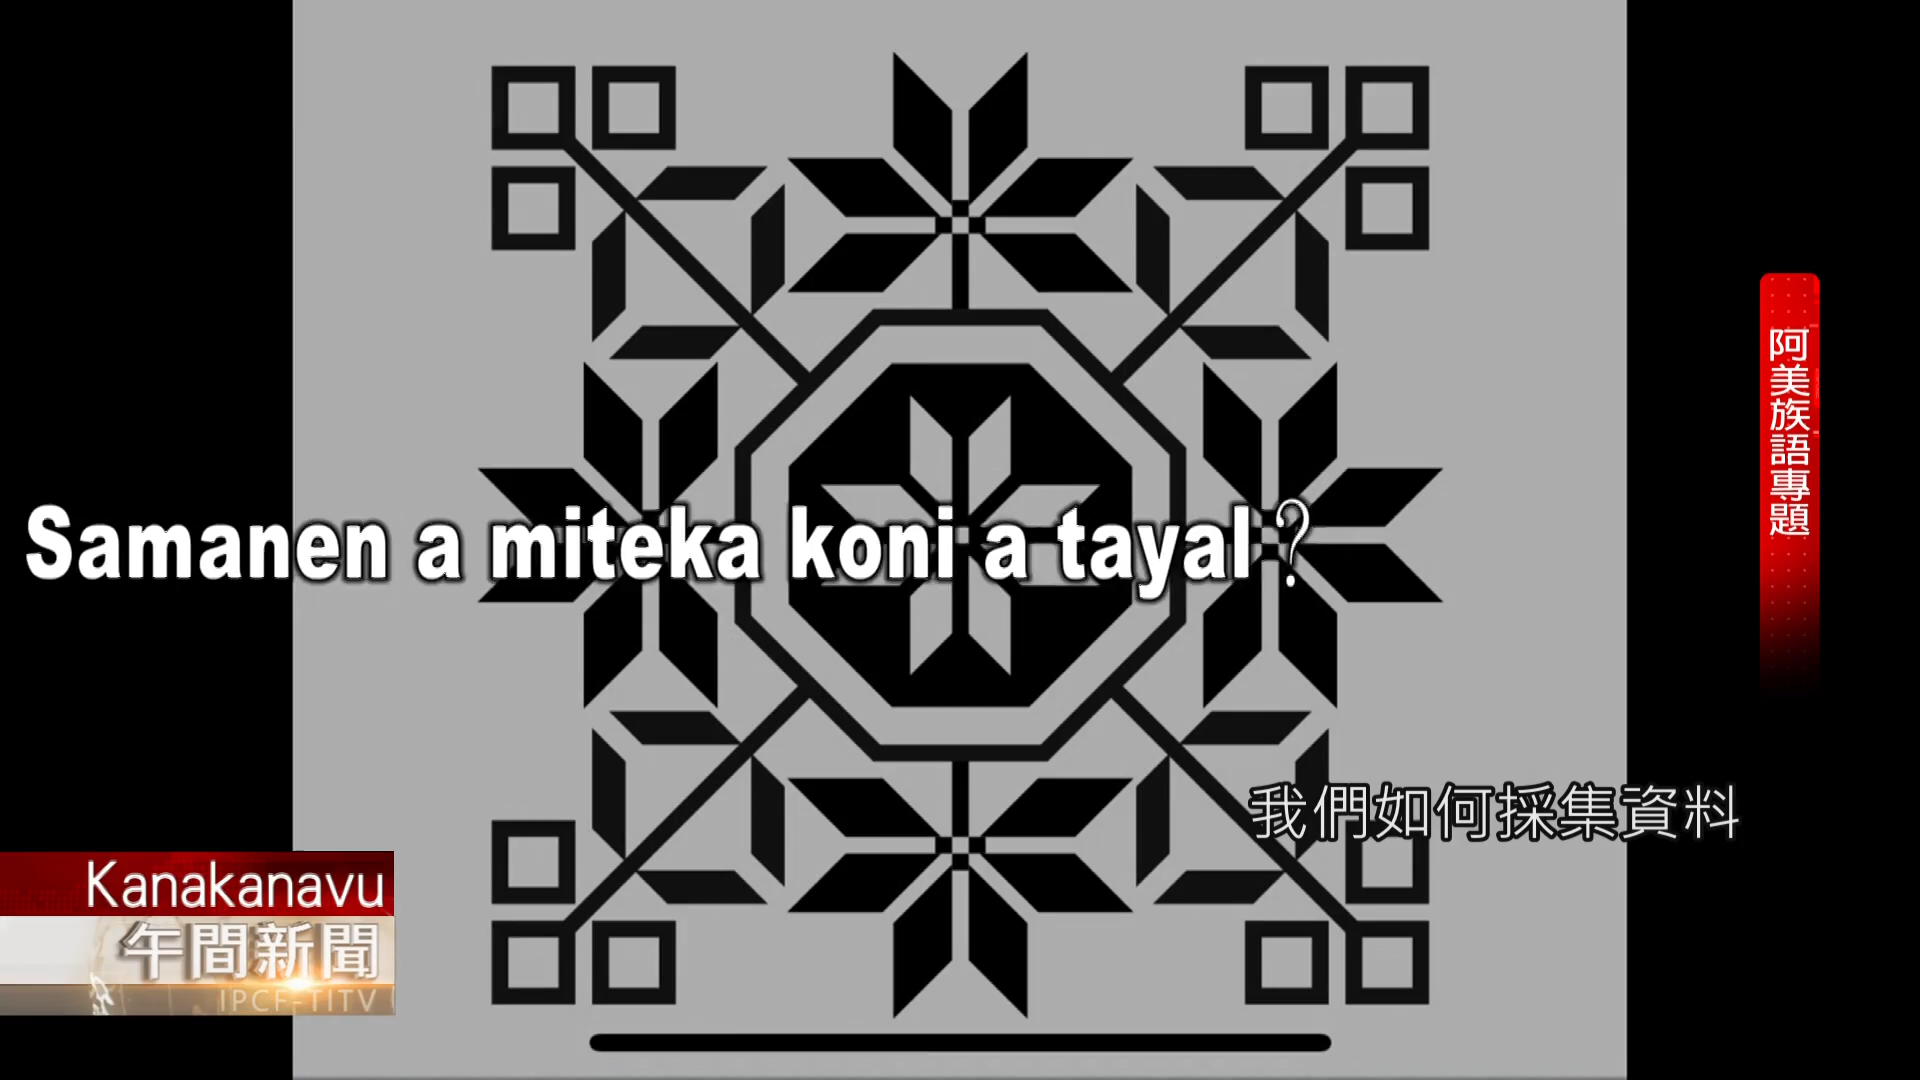 阿美族語專題
Samanen a miteka koni a tayal？
我們如何採集資料
Kanakanavu
午間新聞
IPCF-TITV